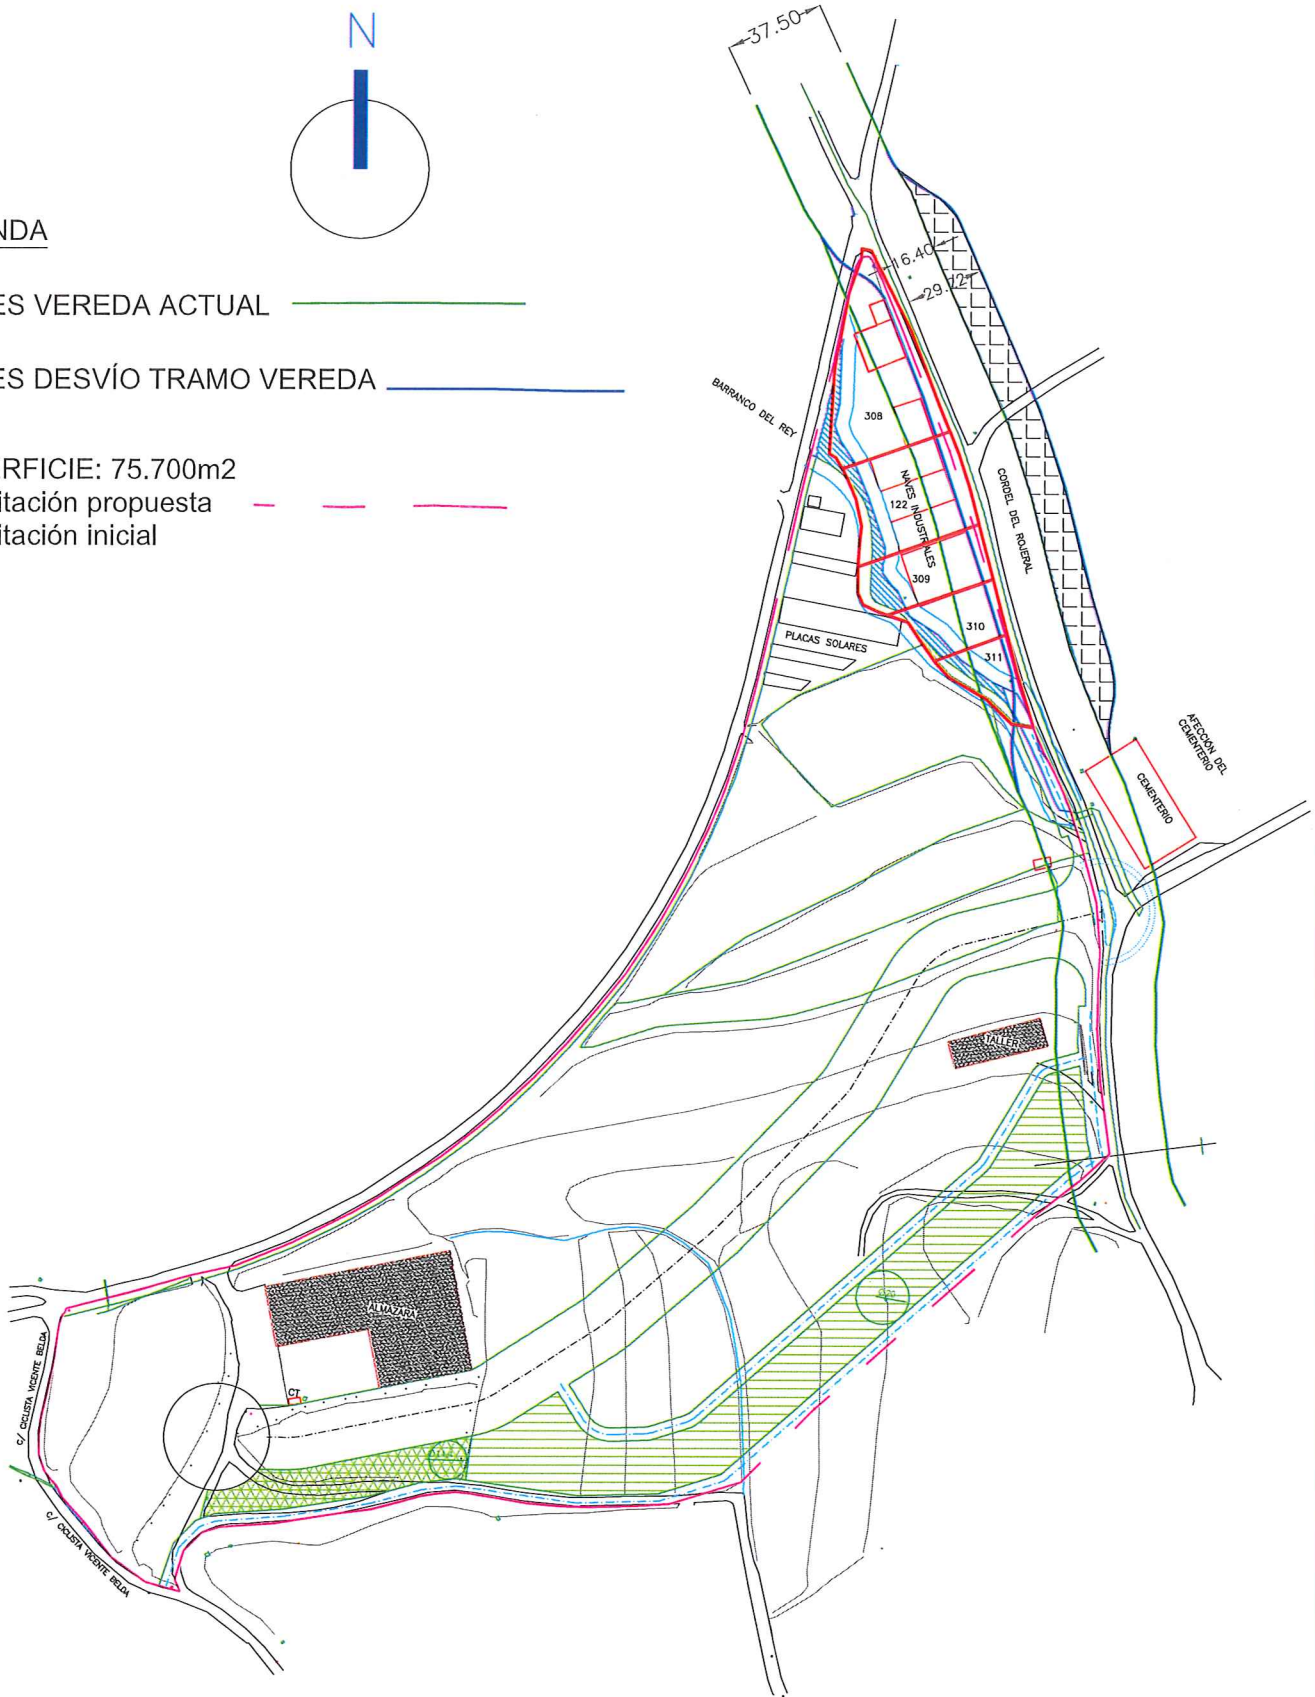 N
37.50
NDA
ES VEREDA ACTUAL
ES DESVÍO TRAMO VEREDA
ERFICIE: 75.700m2
itación propuesta
itación inicial
16.40
29.72
BARRANCO DEL REY
308
122
NAVES INDUSTRIALES
309
310
311
CORDEL DEL ROJERAL
PLACAS SOLARES
AFECCIÓN DEL
CEMENTERIO
CEMENTERIO
TALLER
ALMAZARA
CT
C/ CICLISTA VICENTE BELDA
C/ CICLISTA VICENTE BELDA